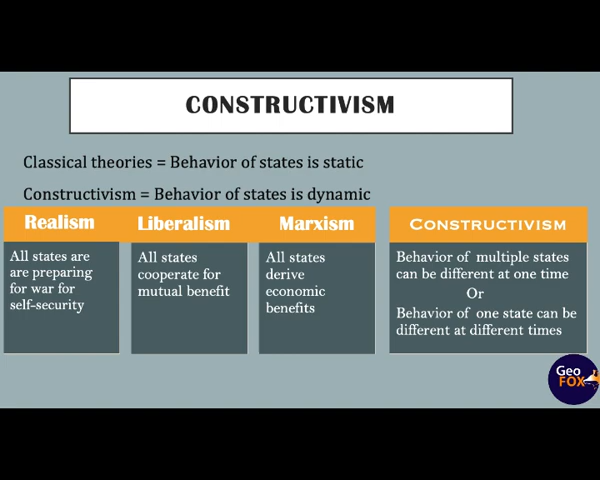 CONSTRUCTIVISM
Classical theories = Behavior of states is static
Constructivism = Behavior of states is dynamic
Realism
All states are
are preparing
for war for
self-security
Liberalism
All states
cooperate for
mutual benefit
Marxism
All states
derive
economic
benefits
CONSTRUCTIVISM
Behavior of multiple states
can be different at one time
Or
Behavior of one state can be
different at different times
Geo
FOX